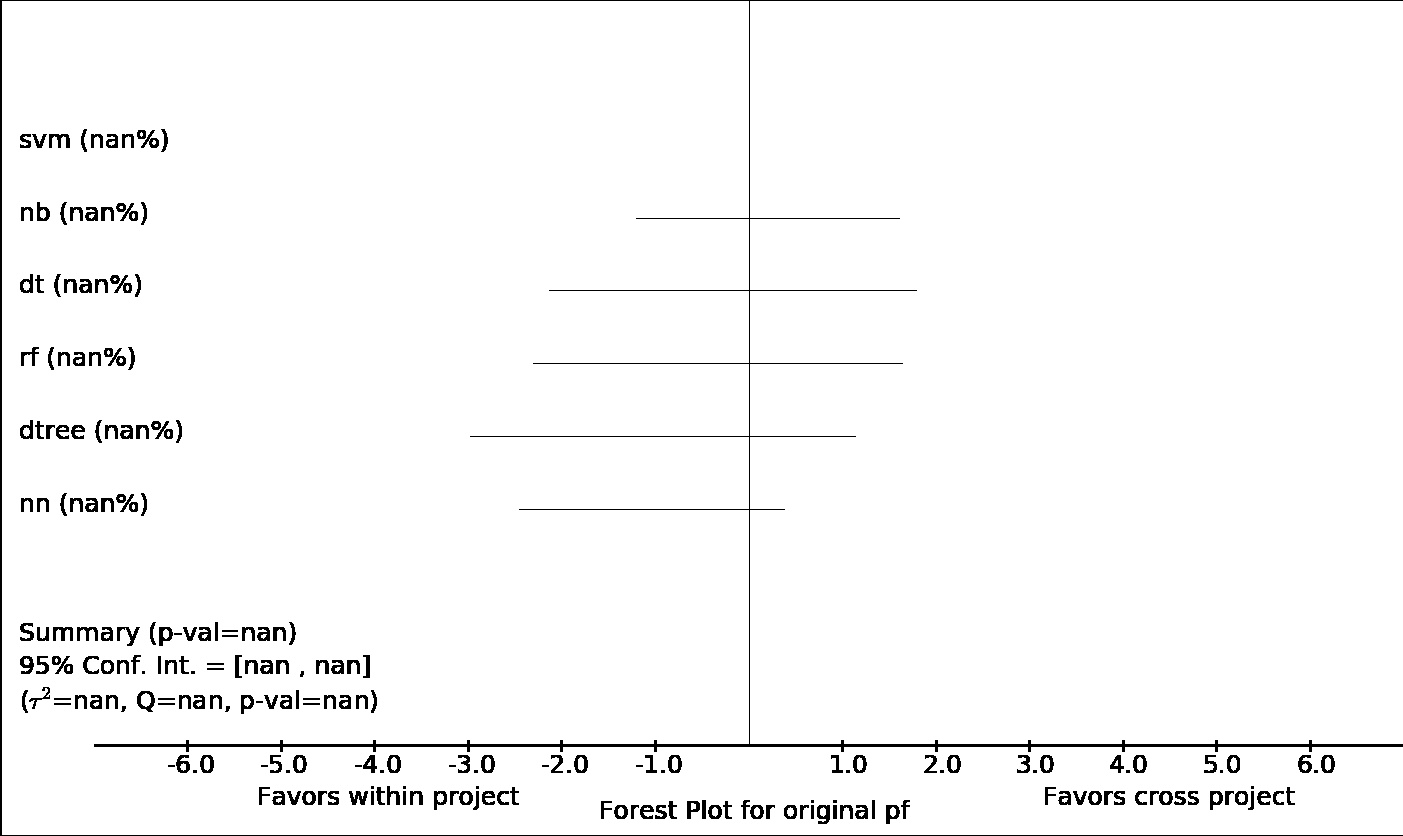 svm (nan%)
nb (nan%)
dt (nan%)
rf (nan%)
dtree (nan%)
nn (nan%)
Summary (p-val=nan)
95% Conf. Int. = [nan , nan]
(τ²=nan, Q=nan, p-val=nan)
-6.0 -5.0 -4.0 -3.0 -2.0 -1.0 1.0 2.0 3.0 4.0 5.0 6.0
Favors within project Favors cross project
Forest Plot for original pf